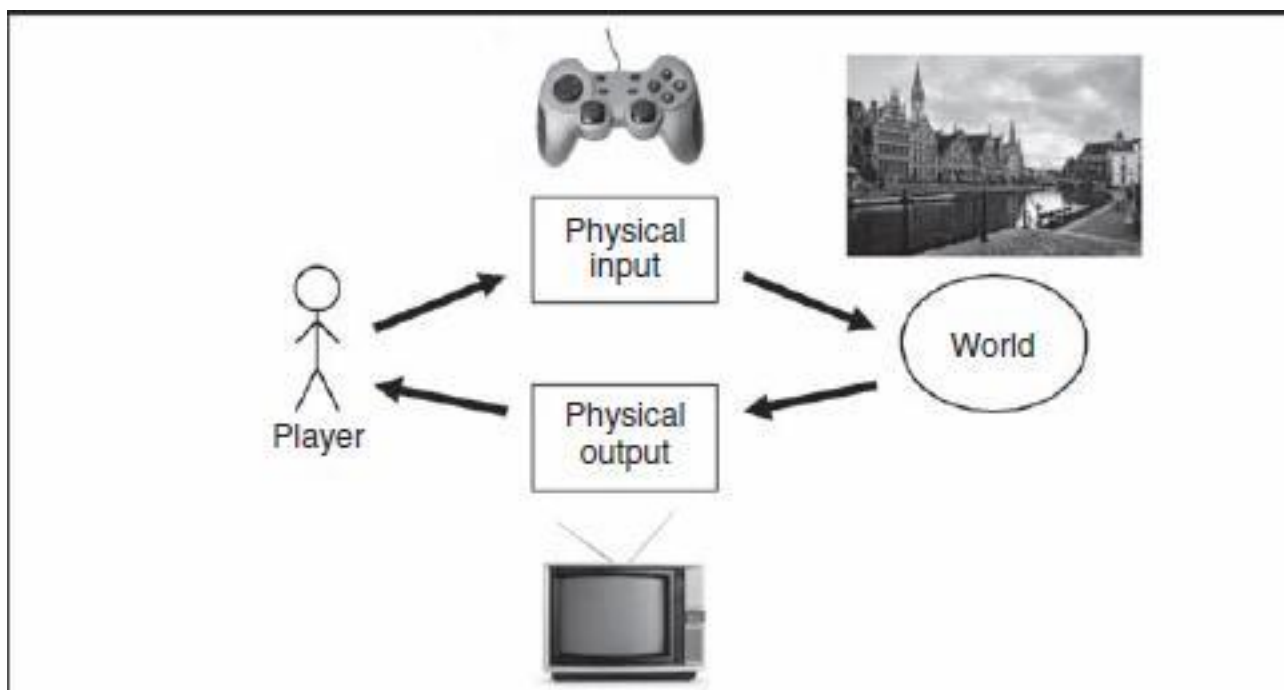 Physical
input
World
Player
Physical
output